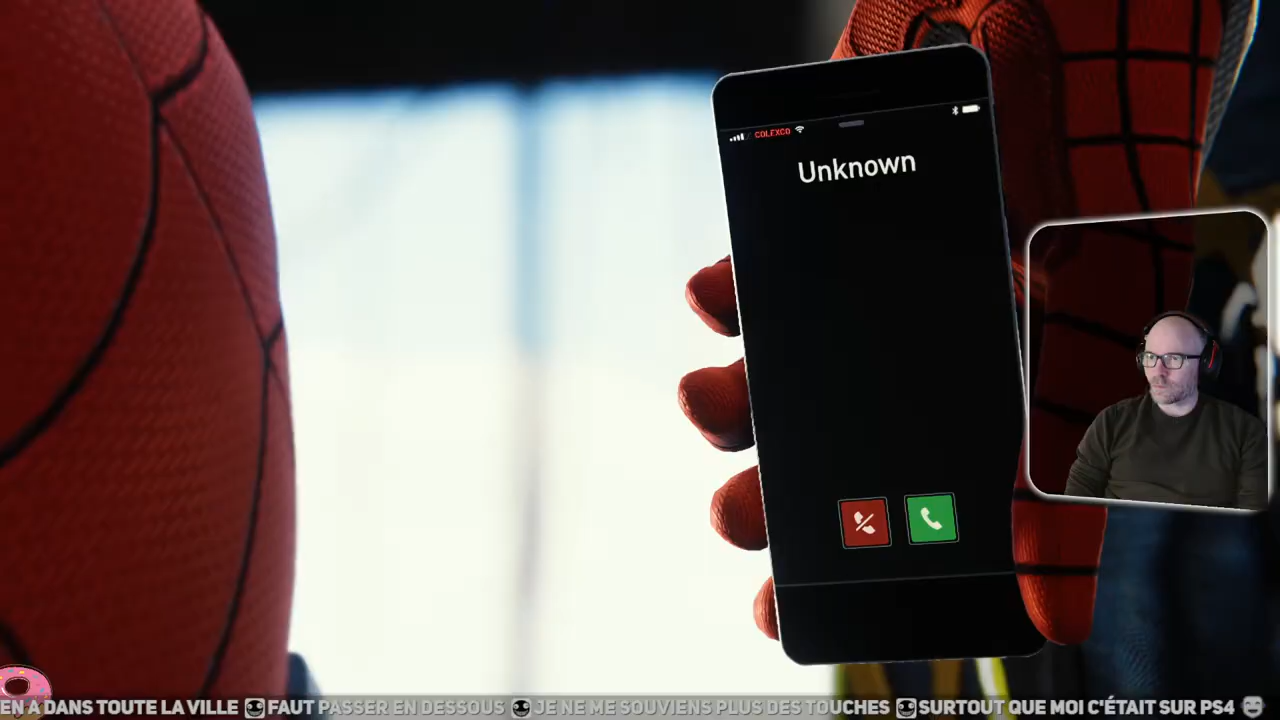 COLEXCO
Unknown
EN A DANS TOUTE LA VILLE FAUT PASSER EN DESSOUS JE NE ME SOUVIENS PLUS DES TOUCHES SURTOUT QUE MOI C'ÉTAIT SUR PS4